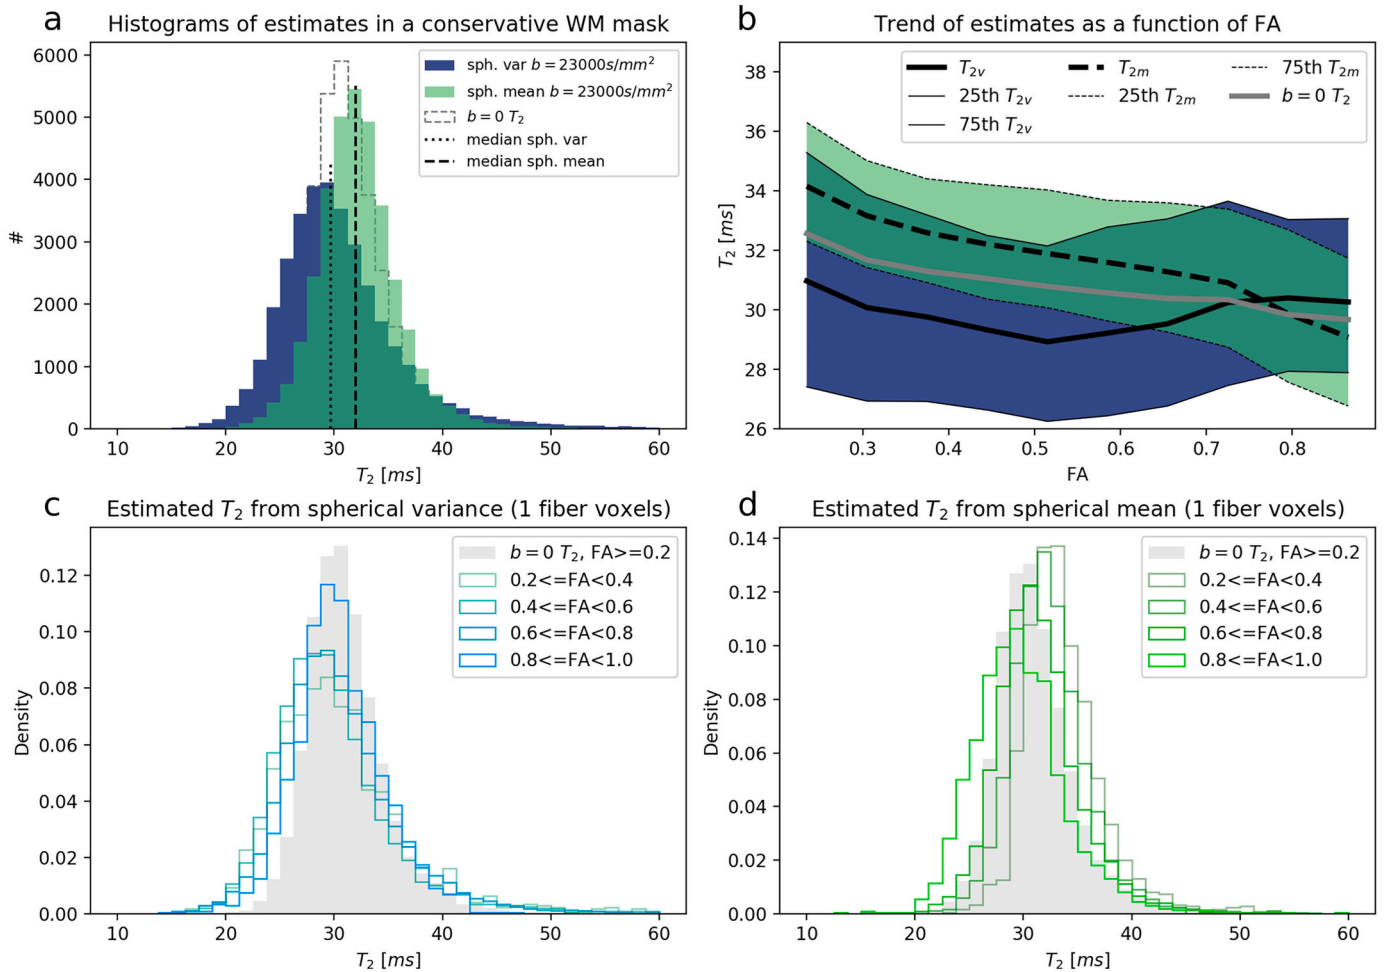 a Histograms of estimates in a conservative WM mask
6000
5000
4000
3000
2000
1000
0
#
sph. var b = 23000s/mm²
sph. mean b = 23000s/mm²
b = 0 T₂
median sph. var
median sph. mean
10 20 30 40 50 60
T₂ [ms]
b Trend of estimates as a function of FA
38
36
34
32
30
28
26
T₂ [ms]
T₂ᵥ T₂ₘ 75th T₂ₘ
25th T₂ᵥ 25th T₂ₘ b = 0 T₂
75th T₂ᵥ
0.3 0.4 0.5 0.6 0.7 0.8
FA
c Estimated T₂ from spherical variance (1 fiber voxels)
0.12
0.10
0.08
0.06
0.04
0.02
0.00
Density
b = 0 T₂, FA>=0.2
0.2<=FA<0.4
0.4<=FA<0.6
0.6<=FA<0.8
0.8<=FA<1.0
10 20 30 40 50 60
T₂ [ms]
d Estimated T₂ from spherical mean (1 fiber voxels)
0.14
0.12
0.10
0.08
0.06
0.04
0.02
0.00
Density
b = 0 T₂, FA>=0.2
0.2<=FA<0.4
0.4<=FA<0.6
0.6<=FA<0.8
0.8<=FA<1.0
10 20 30 40 50 60
T₂ [ms]